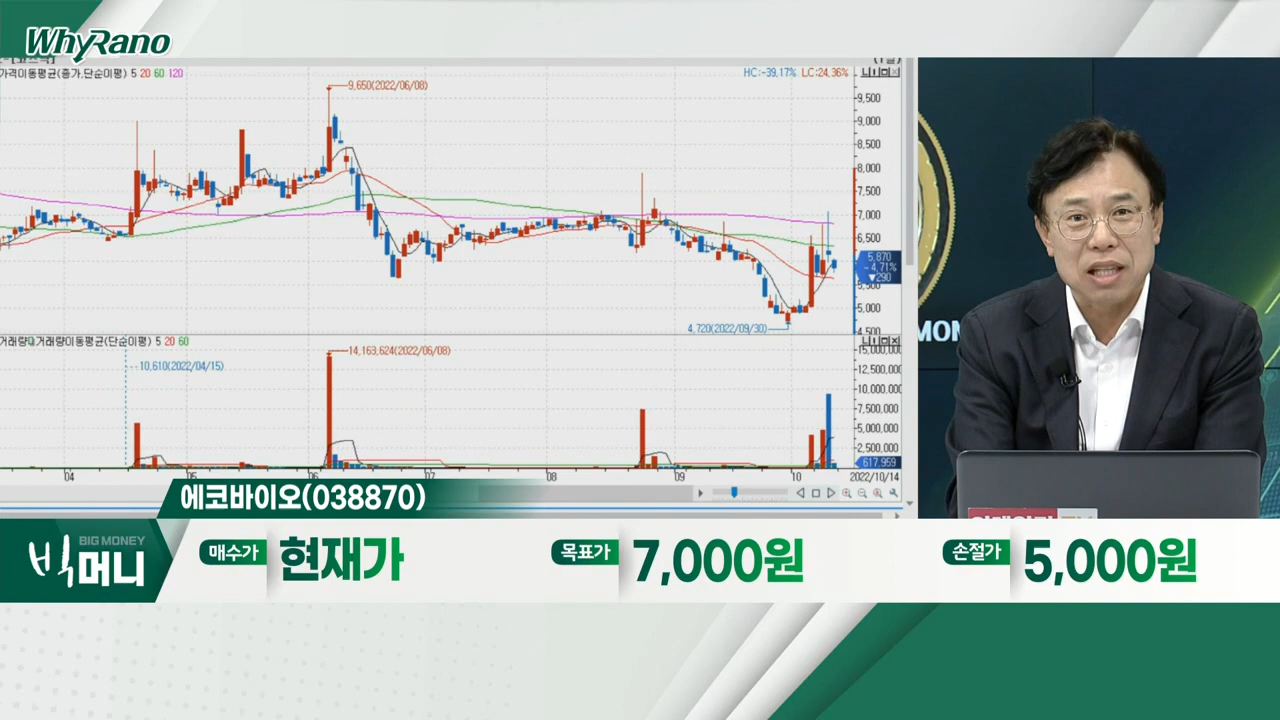 WhyRano
가격이동평균(종가,단순이평) 5 20 60 120
HC:-39.17% LC:24.36%
9,650(2022/06/08)
9,500
9,000
8,500
8,000
7,500
7,000
6,500
5,870
-4.71%
▼290
5,500
5,000
4,500
4,720(2022/09/30)
거래량 거래량이동평균(단순이평) 5 20 60
14,163,624(2022/06/08)
10,610(2022/04/15)
15,000,000
12,500,000
10,000,000
7,500,000
5,000,000
2,500,000
617,959
04 05 06 07 08 09 10 2022/10/14
MON
에코바이오(038870)
BIG MONEY
빅머니
매수가 현재가 목표가 7,000원 손절가 5,000원